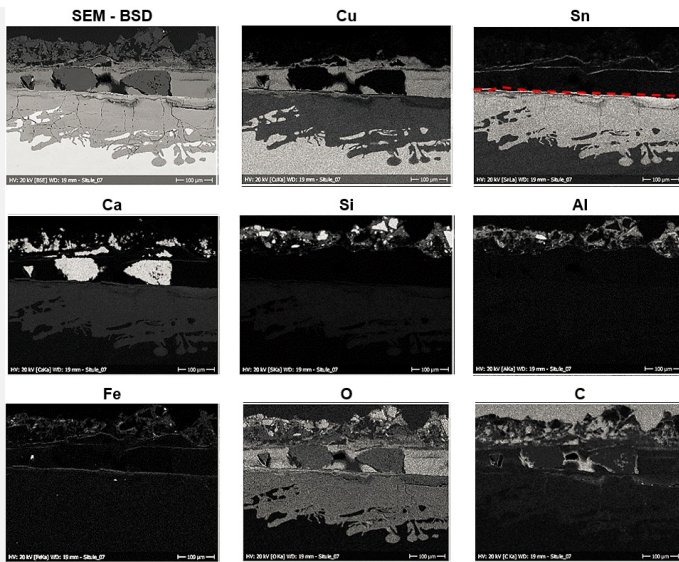 SEM - BSD
Cu
Sn
HV: 20 kV [BSE] WD: 19 mm - Situle_07 100 µm
HV: 20 kV [CuKa] WD: 19 mm - Situle_07 100 µm
HV: 20 kV [SnLa] WD: 19 mm - Situle_07 100 µm
Ca
Si
Al
HV: 20 kV [CaKa] WD: 19 mm - Situle_07 100 µm
HV: 20 kV [SiKa] WD: 19 mm - Situle_07 100 µm
HV: 20 kV [AlKa] WD: 19 mm - Situle_07 100 µm
Fe
O
C
HV: 20 kV [FeKa] WD: 19 mm - Situle_07 100 µm
HV: 20 kV [O Ka] WD: 19 mm - Situle_07 100 µm
HV: 20 kV [C Ka] WD: 19 mm - Situle_07 100 µm